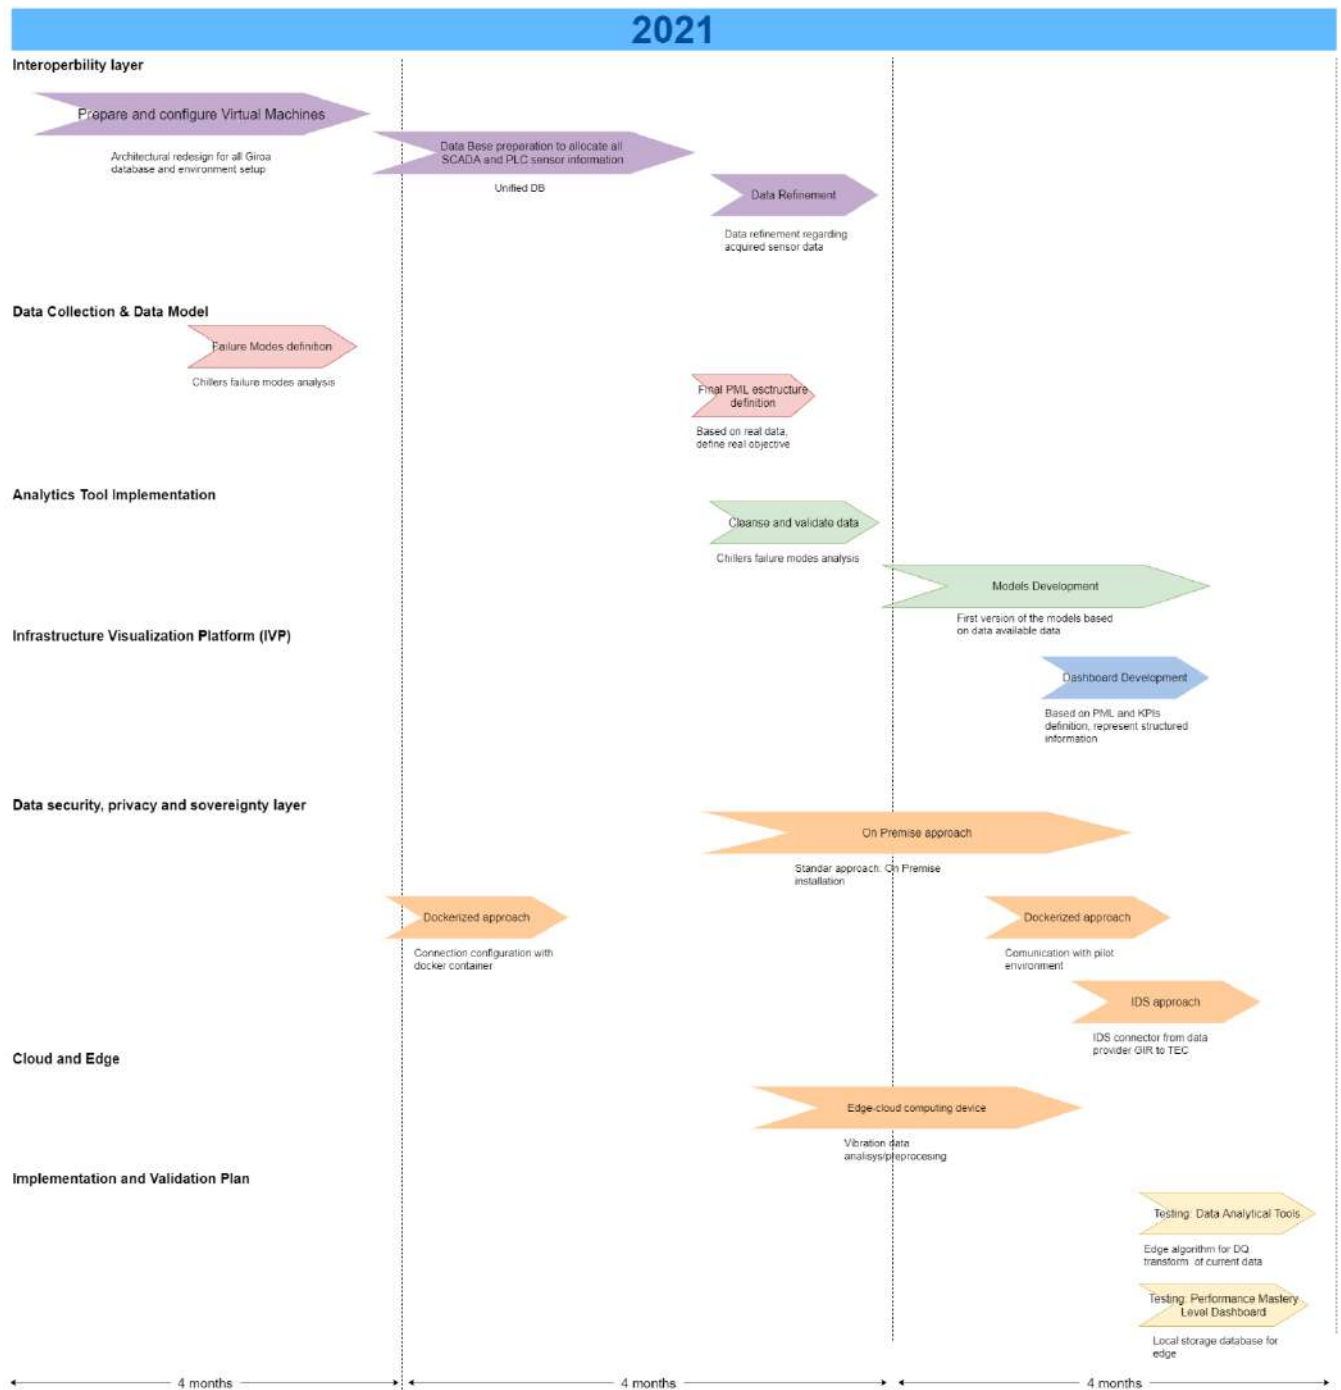 2021
Interoperbility layer
Prepare and configure Virtual Machines
Architectural redesign for all Giroa
database and environment setup
Data Base preparation to allocate all
SCADA and PLC sensor information
Unified DB
Data Refinement
Data refinement regarding
acquired sensor data
Data Collection & Data Model
Failure Modes definition
Chillers failure modes analysis
Final PML esctructure
definition
Based on real data,
define real objective
Analytics Tool Implementation
Cleanse and validate data
Chillers failure modes analysis
Models Development
First version of the models based
on data available data
Infrastructure Visualization Platform (IVP)
Dashboard Development
Based on PML and KPIs
definition, represent structured
information
Data security, privacy and sovereignty layer
On Premise approach
Standar approach: On Premise
installation
Dockerized approach
Connection configuration with
docker container
Dockerized approach
Comunication with pilot
environment
IDS approach
IDS connector from data
provider GIR to TEC
Cloud and Edge
Edge-cloud computing device
Vibration data
analisys/preprocesing
Implementation and Validation Plan
Testing: Data Analytical Tools
Edge algorithm for DQ
transform of current data
Testing: Performance Mastery
Level Dashboard
Local storage database for
edge
4 months
4 months
4 months